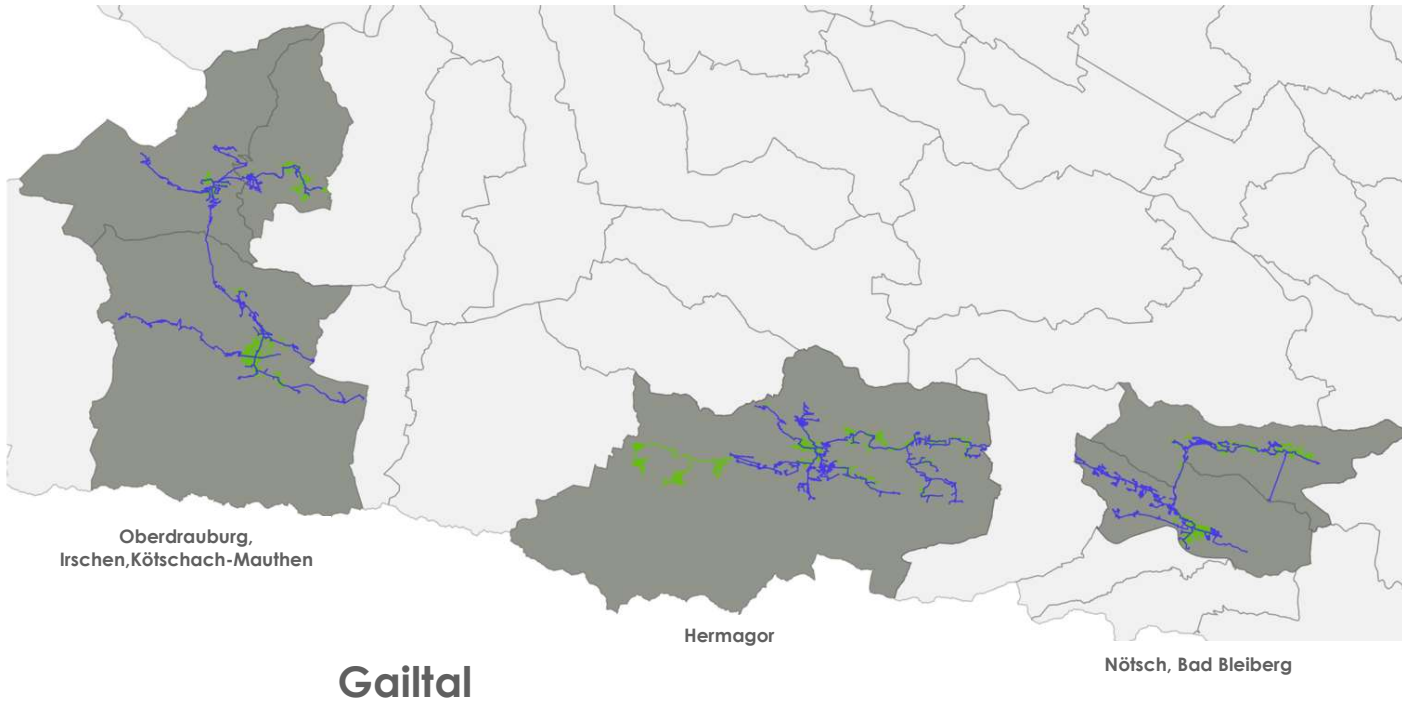 Oberdrauburg,
Irschen,Kötschach-Mauthen
Hermagor
Nötsch, Bad Bleiberg
Gailtal